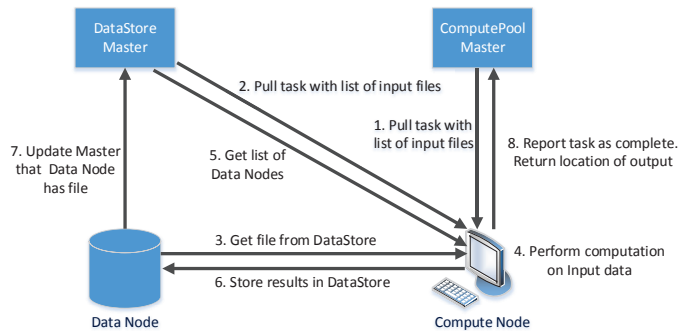 DataStore
Master
ComputePool
Master
2. Pull task with list of input files
1. Pull task with
list of input files
7. Update Master
that Data Node
has file
5. Get list of
Data Nodes
8. Report task as complete.
Return location of output
3. Get file from DataStore
4. Perform computation
on Input data
6. Store results in DataStore
Data Node
Compute Node